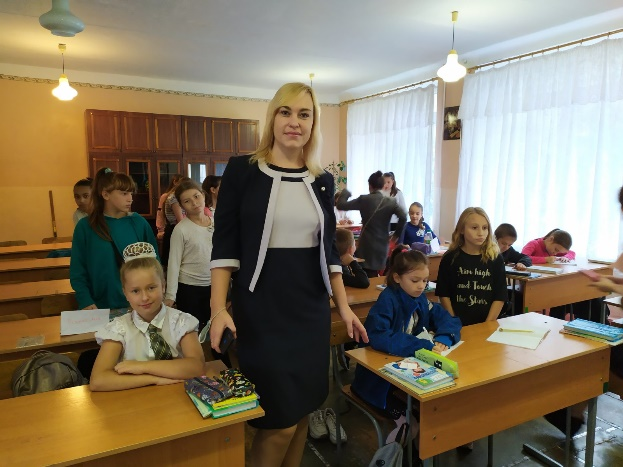 Aim high
and Touch
the Stars